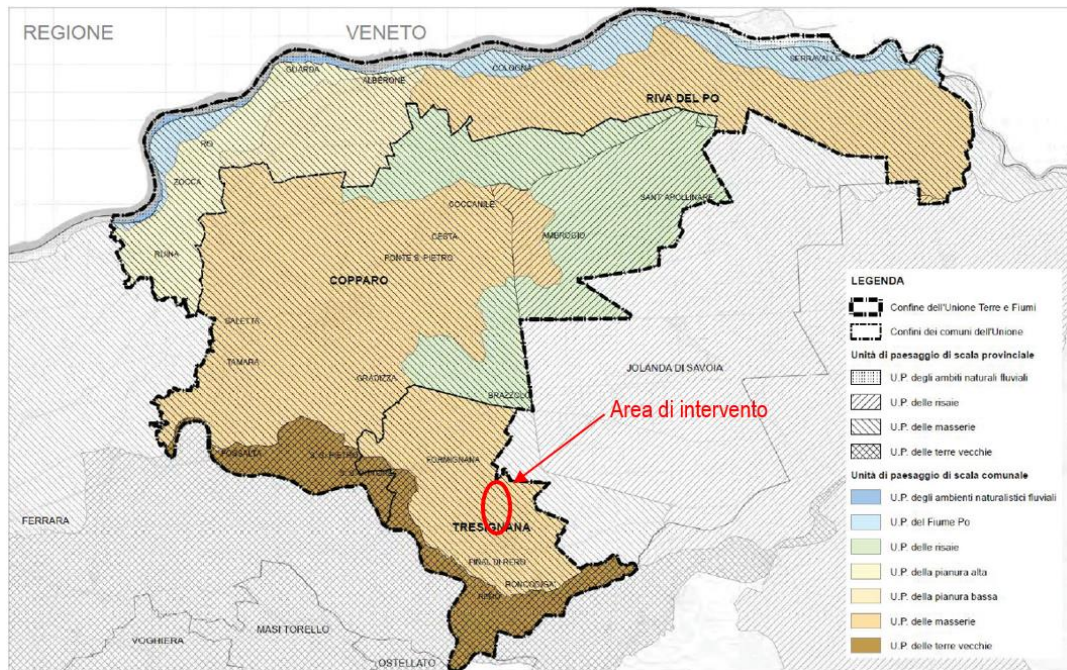 REGIONE
VENETO
GUARDA
ALBERONE
COLOGNA
SERRAVALLE
RIVA DEL PO
RO
ZOCCA
RUINA
COCCANILE
SANT'APOLLINARE
CESTA
AMBROGIO
PONTE S. PIETRO
COPPARO
SALETTA
TAMARA
GRADIZZA
BRAZZOLO
JOLANDA DI SAVOIA
Area di intervento
FOSSALTA
FORMIGNANA
FERRARA
TRESIGNANA
FINAL DI RERO
RONCODIGA'
RERO
MASI TORELLO
VOGHIERA
OSTELLATO
LEGENDA
Confine dell'Unione Terre e Fiumi
Confini dei comuni dell'Unione
Unità di paesaggio di scala provinciale
U.P. degli ambiti naturali fluviali
U.P. delle risaie
U.P. delle masserie
U.P. delle terre vecchie
Unità di paesaggio di scala comunale
U.P. degli ambienti naturalistici fluviali
U.P. del Fiume Po
U.P. delle risaie
U.P. della pianura alta
U.P. della pianura bassa
U.P. delle masserie
U.P. delle terre vecchie